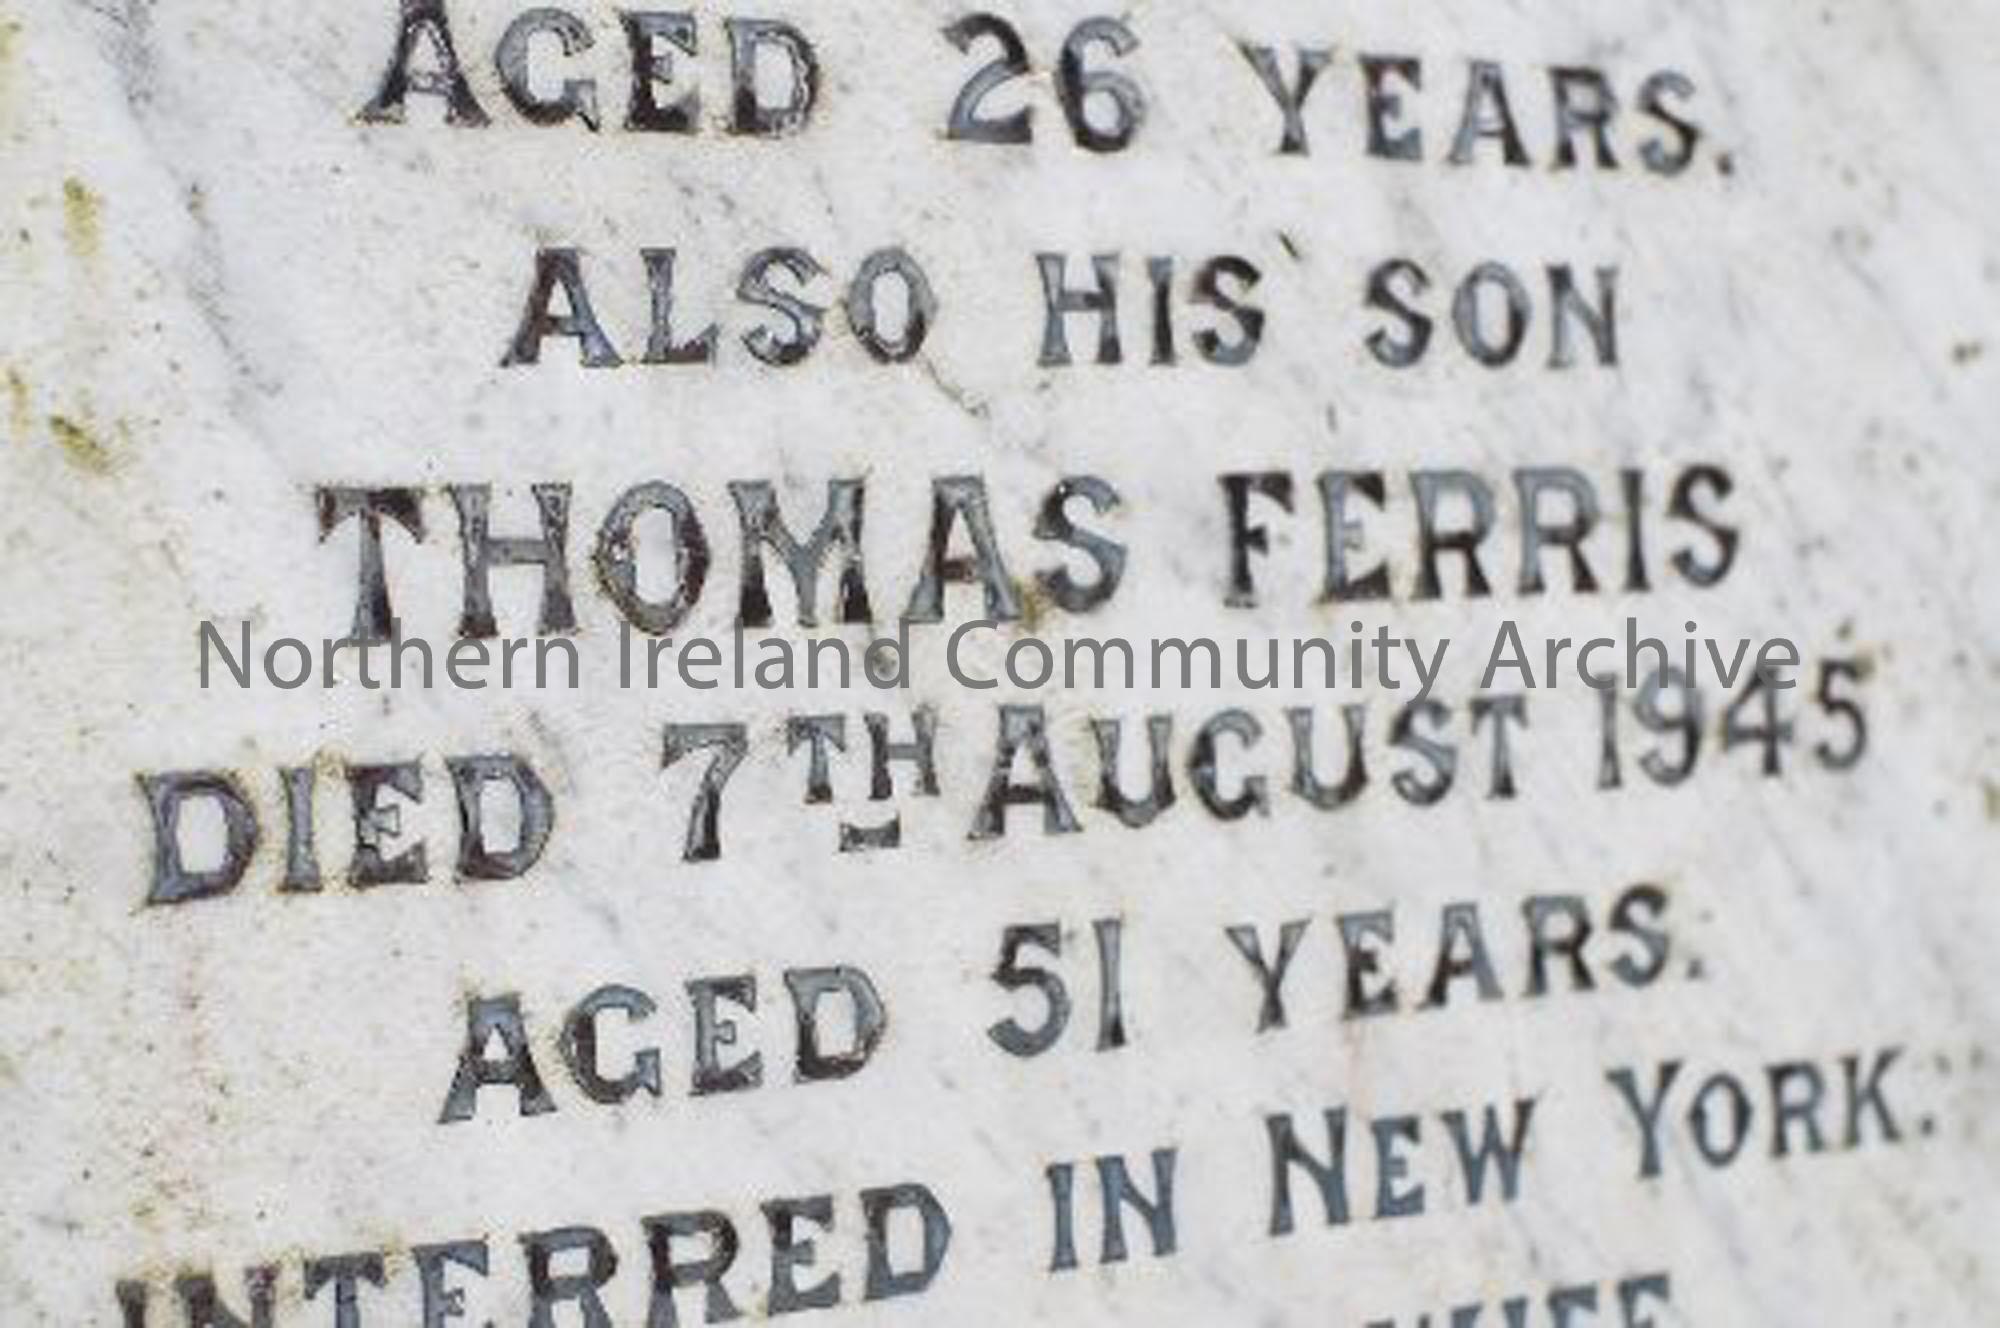 AGED 26 YEARS.
ALSO HIS SON
THOMAS FERRIS
Northern Ireland Community Archive
DIED 7TH AUGUST 1945
AGED 51 YEARS.
INTERRED IN NEW YORK.